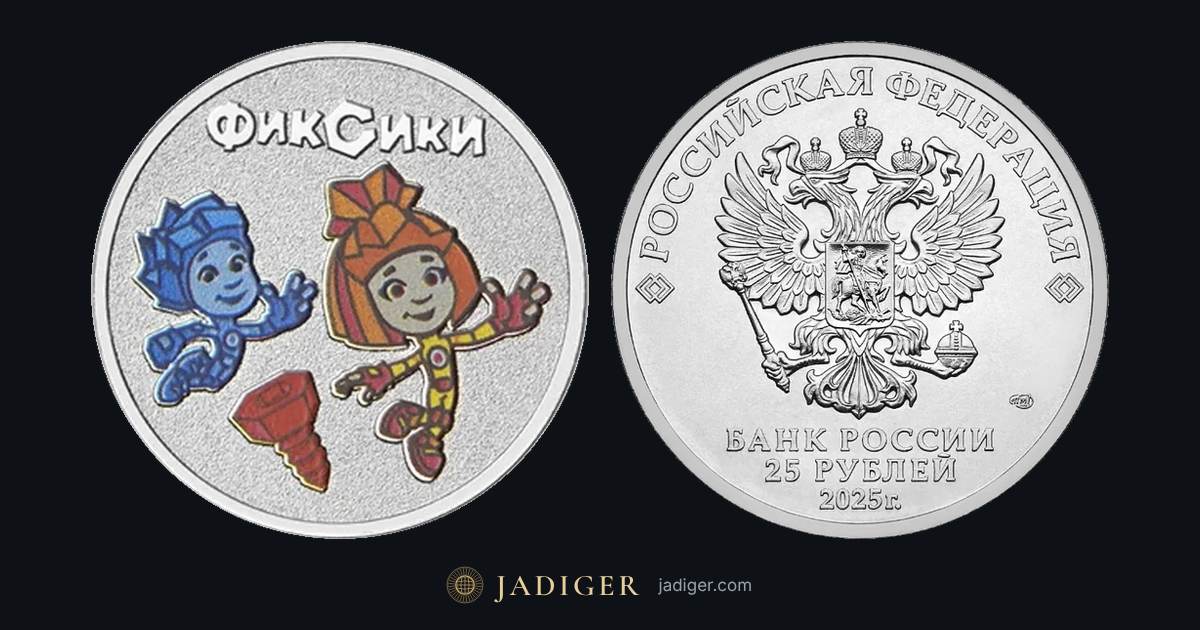 ФИКСИКИ
РОССИЙСКАЯ ФЕДЕРАЦИЯ
БАНК РОССИИ
25 РУБЛЕЙ
2025г.
JADIGER jadiger.com